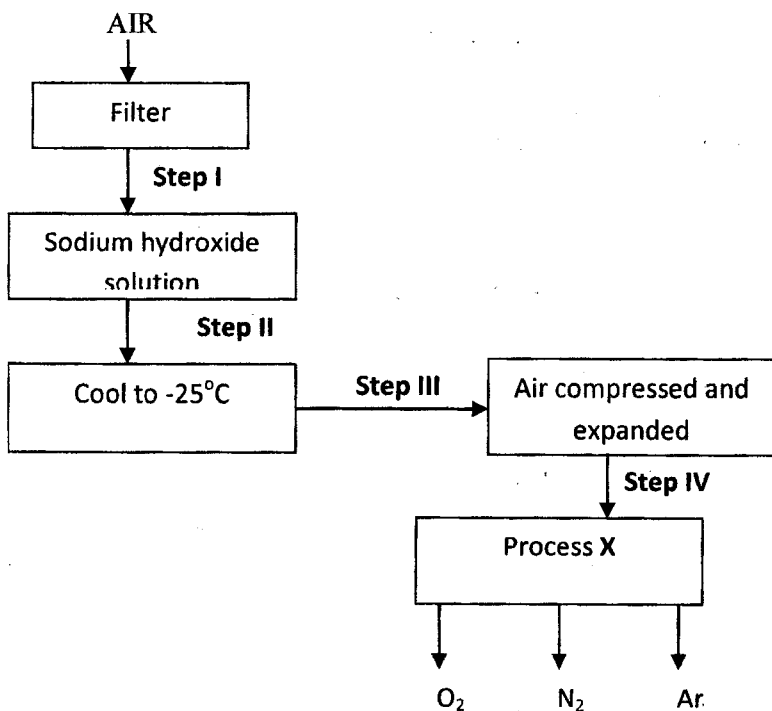 AIR
Filter
Step I
Sodium hydroxide
solution
Step II
Cool to -25°C
Step III
Air compressed and
expanded
Step IV
Process X
O₂ N₂ Ar